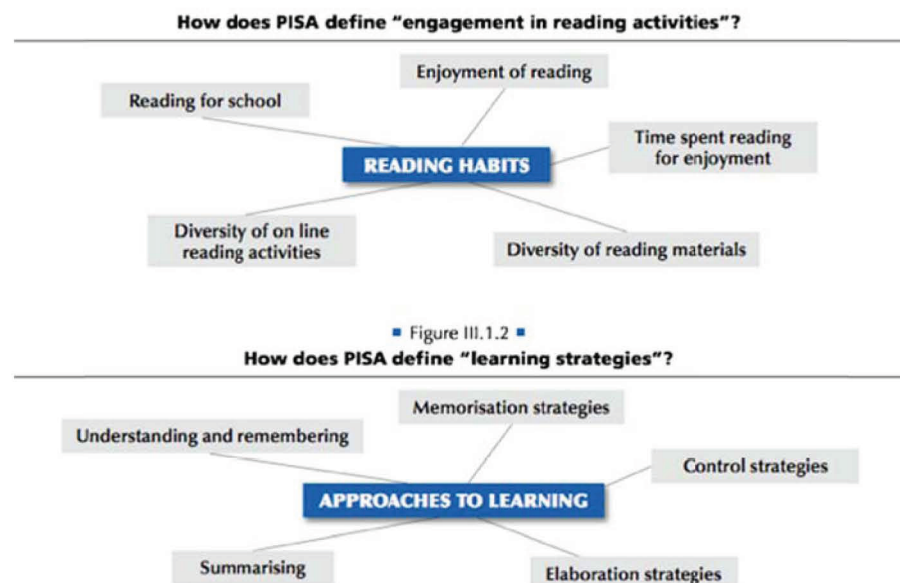 How does PISA define “engagement in reading activities”?
Enjoyment of reading
Reading for school
Time spent reading
for enjoyment
READING HABITS
Diversity of on line
reading activities
Diversity of reading materials
▪ Figure III.1.2 ▪
How does PISA define “learning strategies”?
Memorisation strategies
Understanding and remembering
Control strategies
APPROACHES TO LEARNING
Summarising
Elaboration strategies